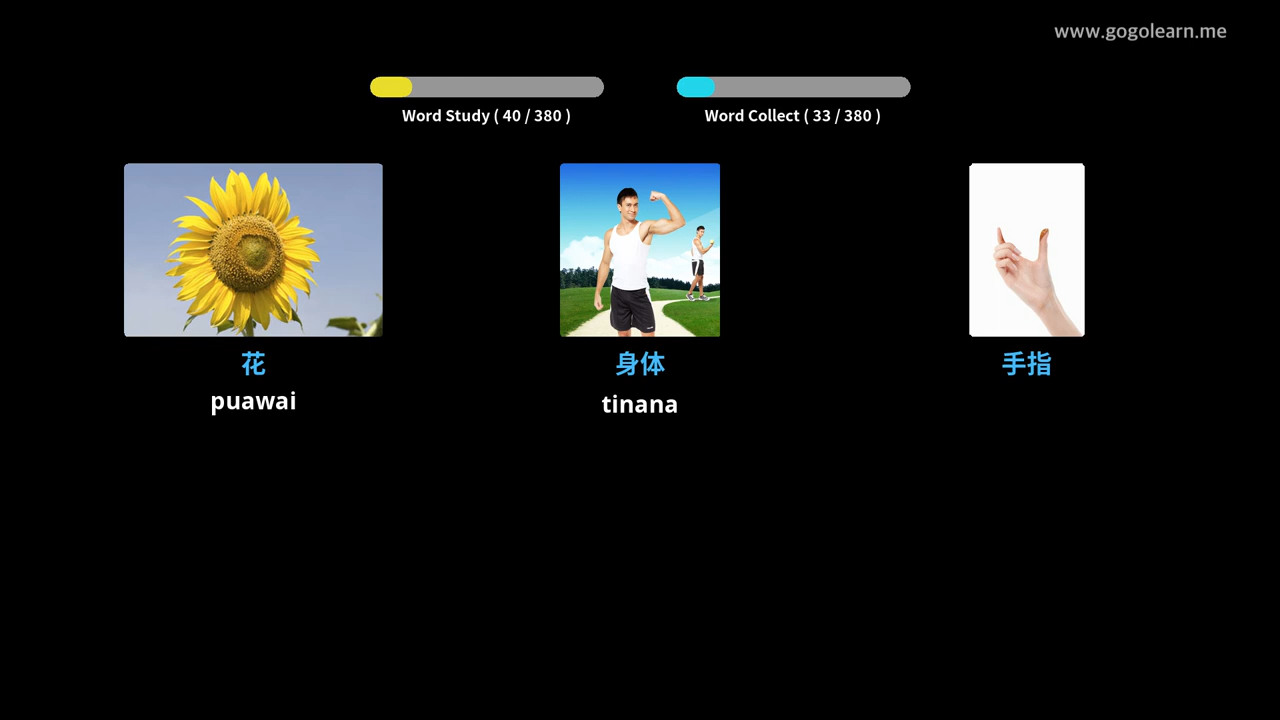 www.gogolearn.me
Word Study ( 40 / 380 )
Word Collect ( 33 / 380 )
花
身体
手指
puawai
tinana